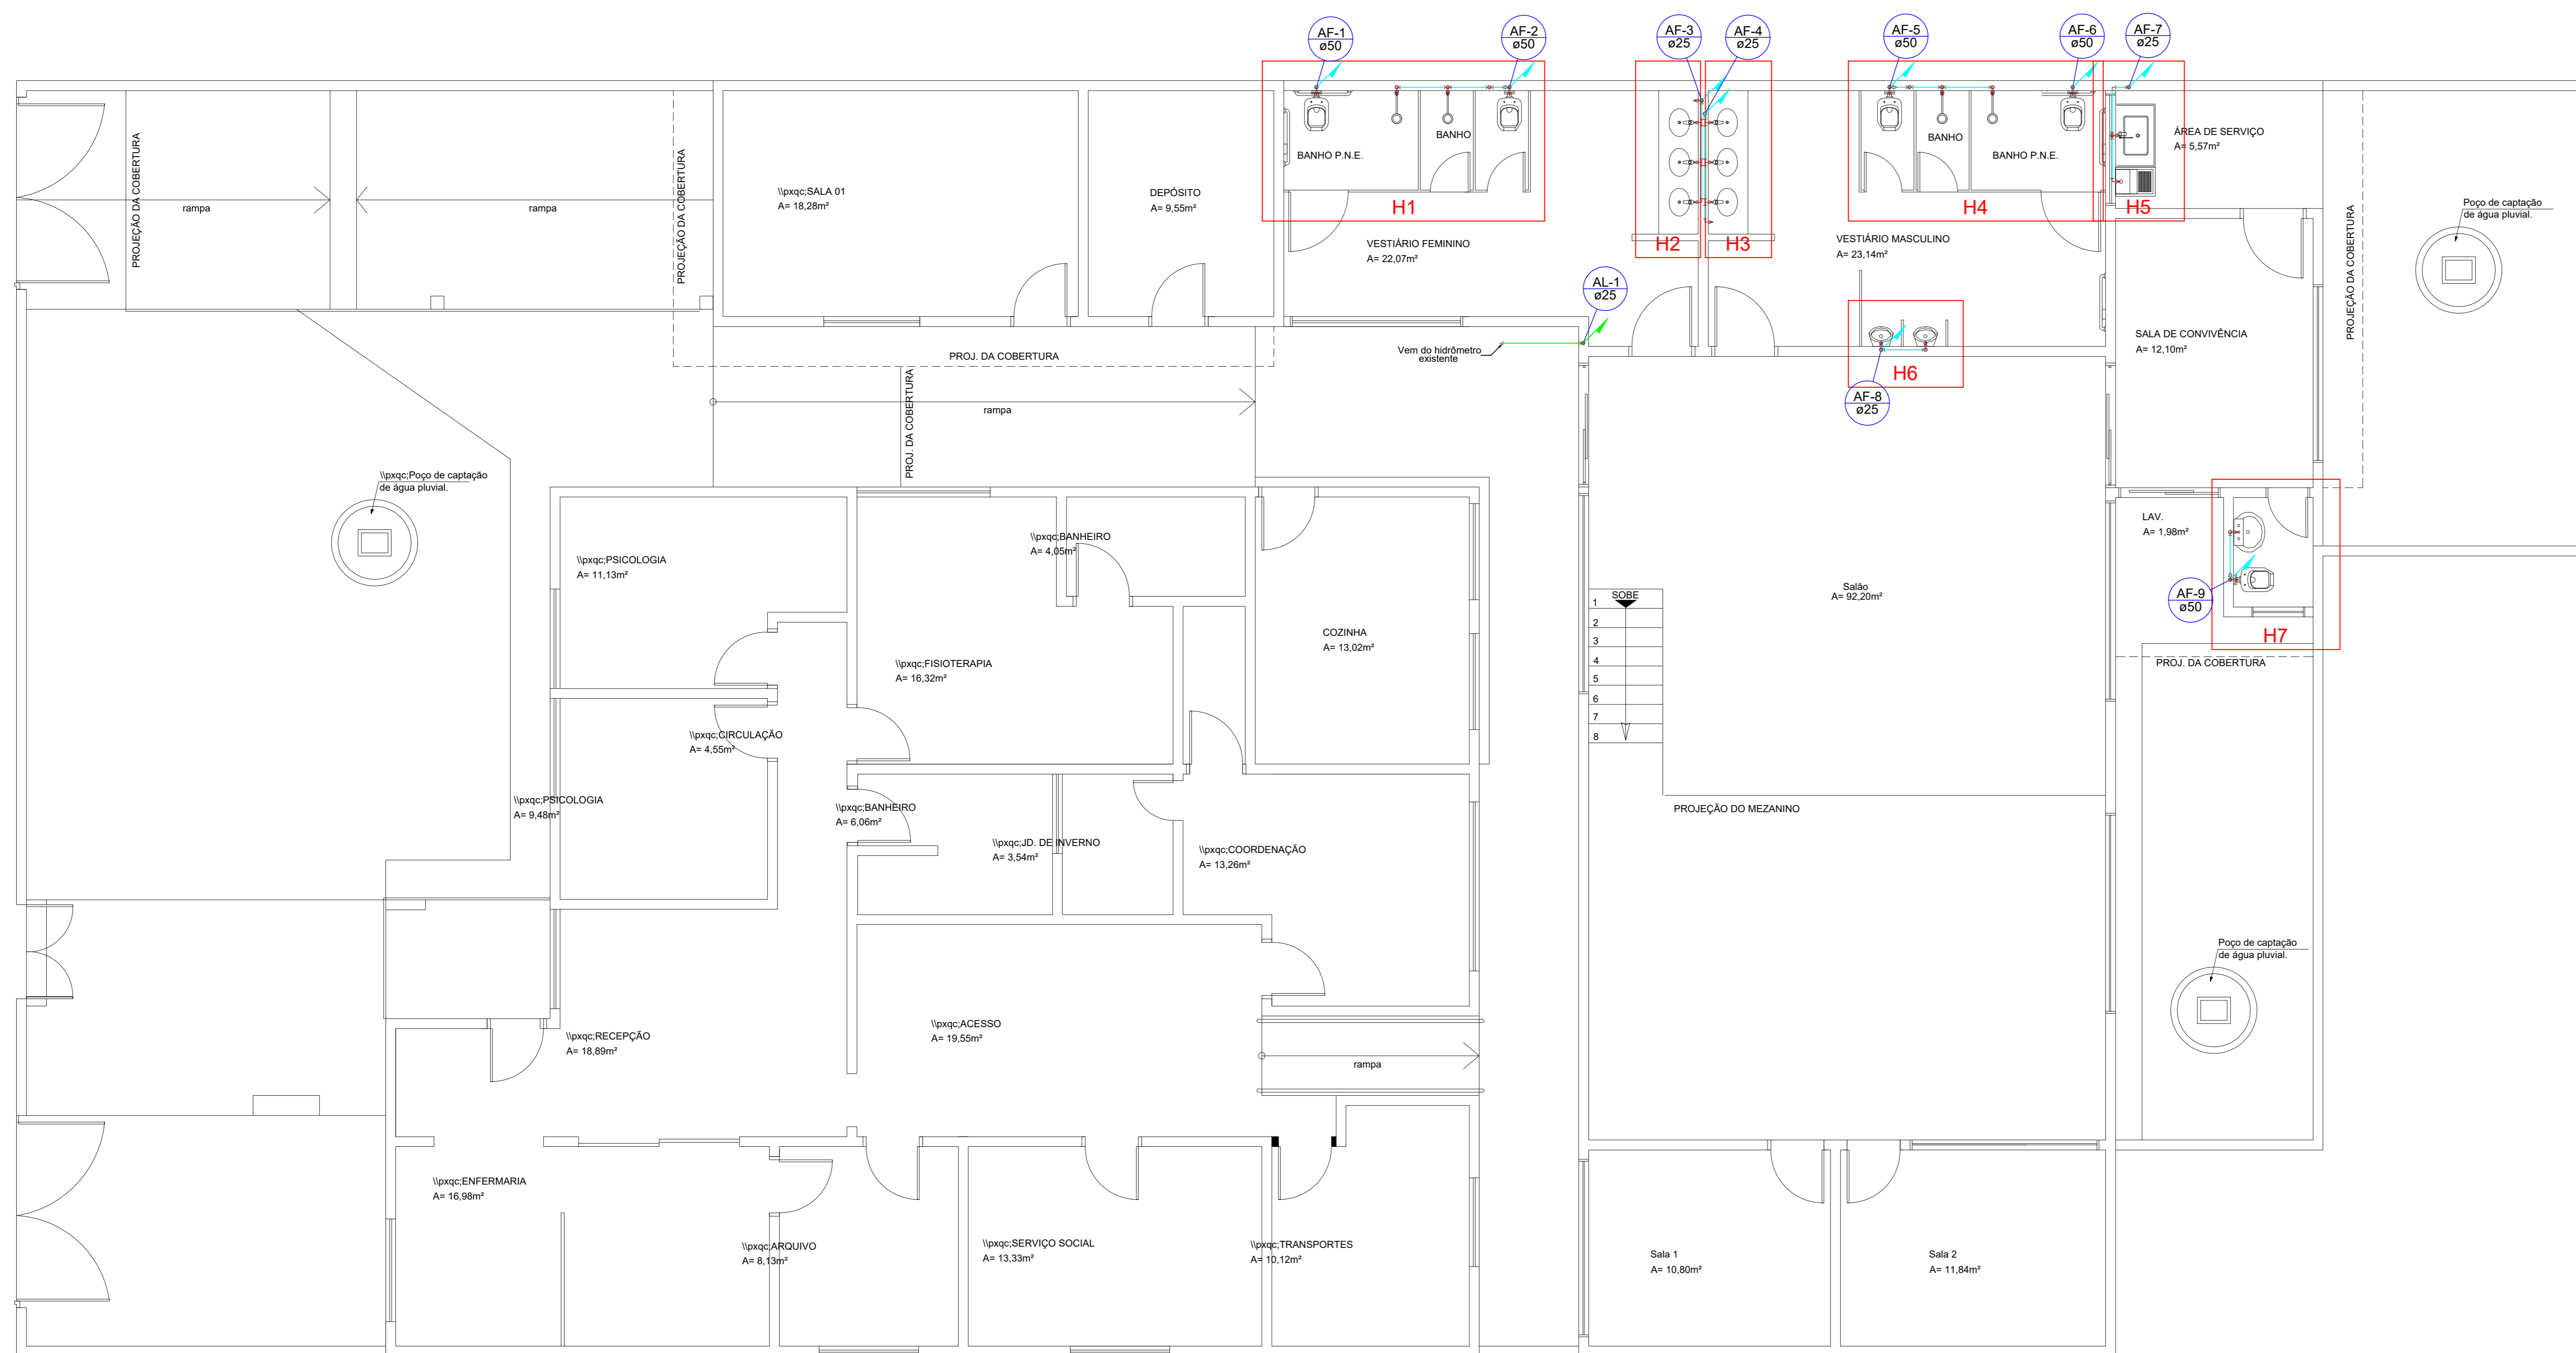 AF-1
ø50
AF-2
ø50
AF-3
ø25
AF-4
ø25
AF-5
ø50
AF-6
ø50
AF-7
ø25
PROJEÇÃO DA COBERTURA
rampa
rampa
PROJEÇÃO DA COBERTURA
\\pxqc;SALA 01
A= 18,28m²
DEPÓSITO
A= 9,55m²
BANHO P.N.E.
BANHO
H1
VESTIÁRIO FEMININO
A= 22,07m²
H2
H3
BANHO
BANHO P.N.E.
H4
VESTIÁRIO MASCULINO
A= 23,14m²
ÁREA DE SERVIÇO
A= 5,57m²
H5
PROJEÇÃO DA COBERTURA
Poço de captação
de água pluvial.
AL-1
ø25
Vem do hidrômetro
existente
PROJ. DA COBERTURA
PROJ. DA COBERTURA
rampa
H6
AF-8
ø25
SALA DE CONVIVÊNCIA
A= 12,10m²
\\pxqc;Poço de captação
de água pluvial.
\\pxqc;PSICOLOGIA
A= 11,13m²
\\pxqc;BANHEIRO
A= 4,05m²
\\pxqc;FISIOTERAPIA
A= 16,32m²
COZINHA
A= 13,02m²
SOBE
1
2
3
4
5
6
7
8
Salão
A= 92,20m²
LAV.
A= 1,98m²
AF-9
ø50
H7
PROJ. DA COBERTURA
\\pxqc;CIRCULAÇÃO
A= 4,55m²
\\pxqc;PSICOLOGIA
A= 9,48m²
\\pxqc;BANHEIRO
A= 6,06m²
\\pxqc;JD. DE INVERNO
A= 3,54m²
\\pxqc;COORDENAÇÃO
A= 13,26m²
PROJEÇÃO DO MEZANINO
Poço de captação
de água pluvial.
\\pxqc;RECEPÇÃO
A= 18,89m²
\\pxqc;ACESSO
A= 19,55m²
rampa
\\pxqc;ENFERMARIA
A= 16,98m²
\\pxqc;ARQUIVO
A= 8,13m²
\\pxqc;SERVIÇO SOCIAL
A= 13,33m²
\\pxqc;TRANSPORTES
A= 10,12m²
Sala 1
A= 10,80m²
Sala 2
A= 11,84m²